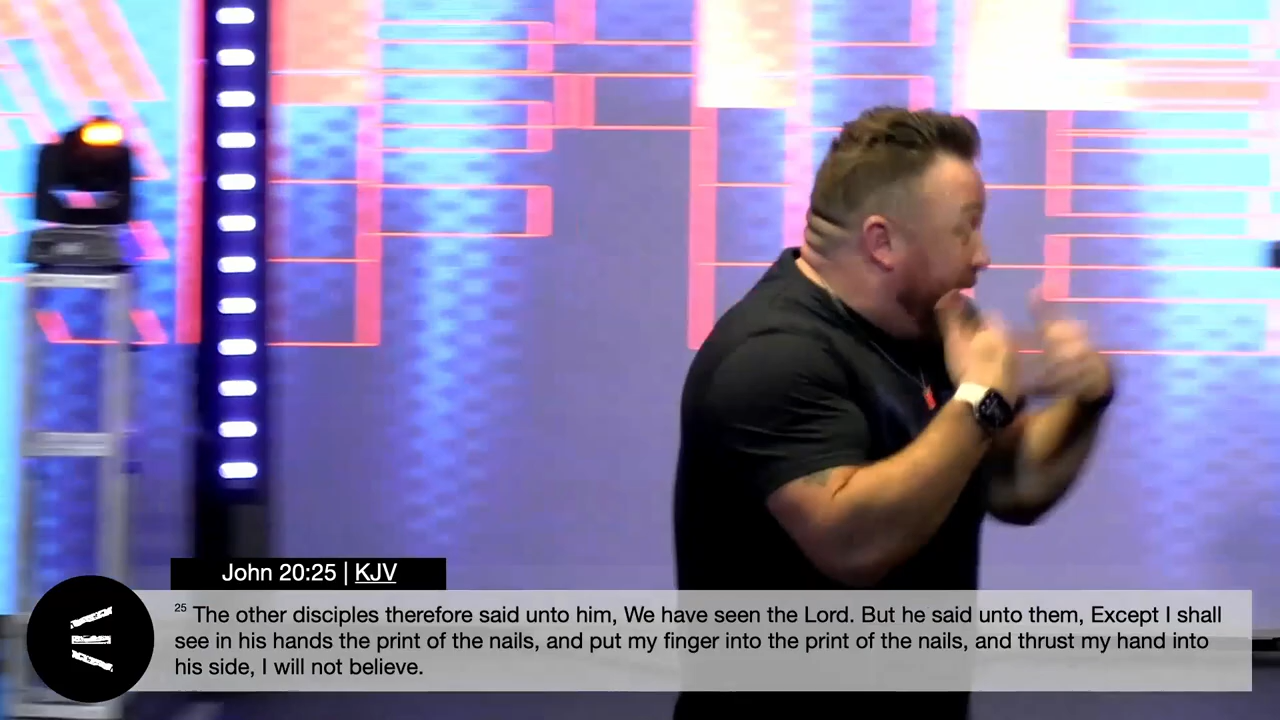 John 20:25 | KJV
25 The other disciples therefore said unto him, We have seen the Lord. But he said unto them, Except I shall
see in his hands the print of the nails, and put my finger into the print of the nails, and thrust my hand into
his side, I will not believe.